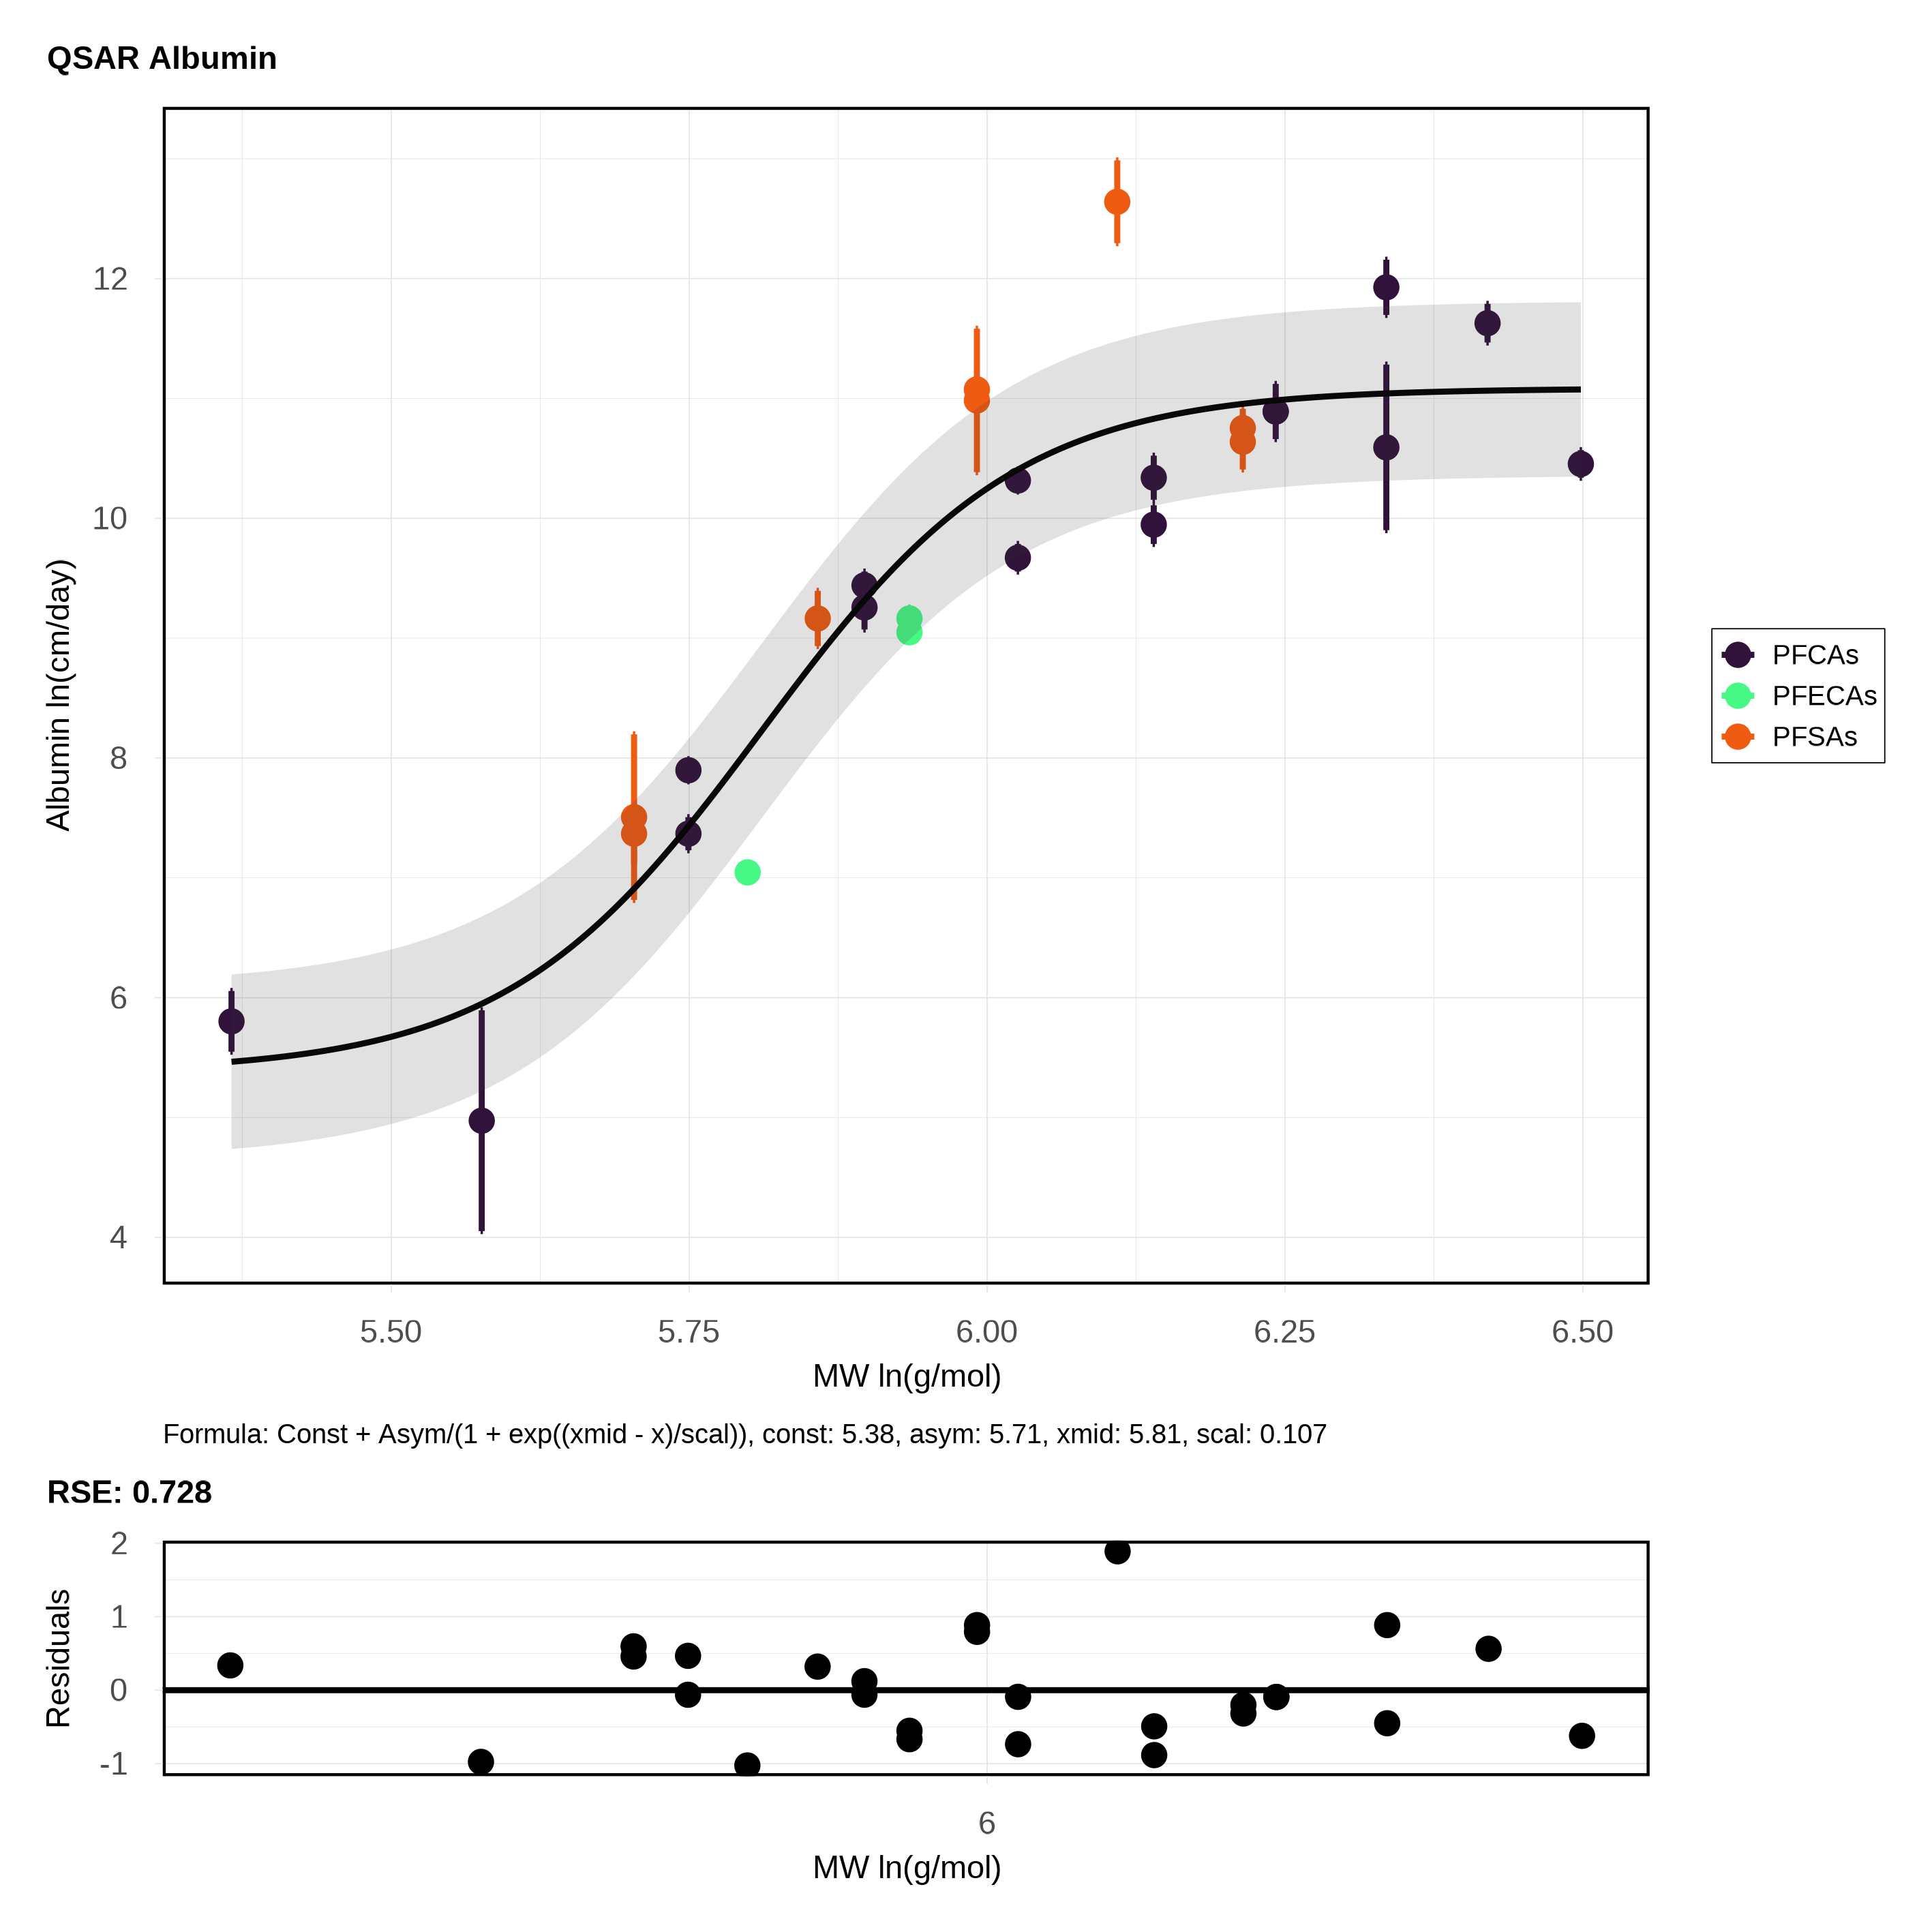 QSAR Albumin
12
10
8
6
4
Albumin ln(cm/day)
5.50 5.75 6.00 6.25 6.50
MW ln(g/mol)
PFCAs
PFECAs
PFSAs
Formula: Const + Asym/(1 + exp((xmid - x)/scal)), const: 5.38, asym: 5.71, xmid: 5.81, scal: 0.107
RSE: 0.728
2
1
0
-1
Residuals
6
MW ln(g/mol)